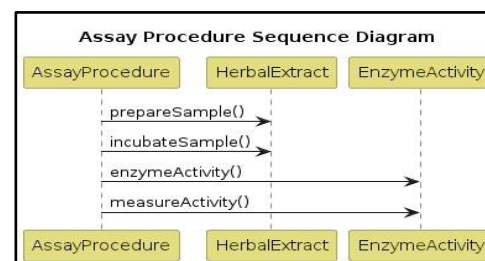 Assay Procedure Sequence Diagram
AssayProcedure HerbalExtract EnzymeActivity
prepareSample()
incubateSample()
enzymeActivity()
measureActivity()
AssayProcedure HerbalExtract EnzymeActivity